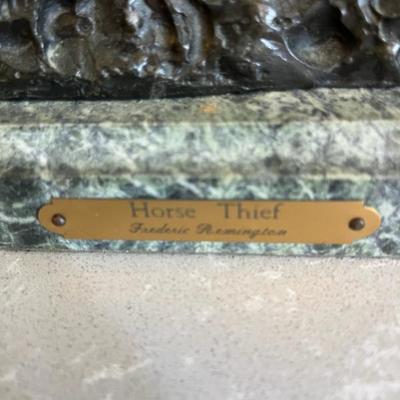 Horse Thief
Frederic Remington